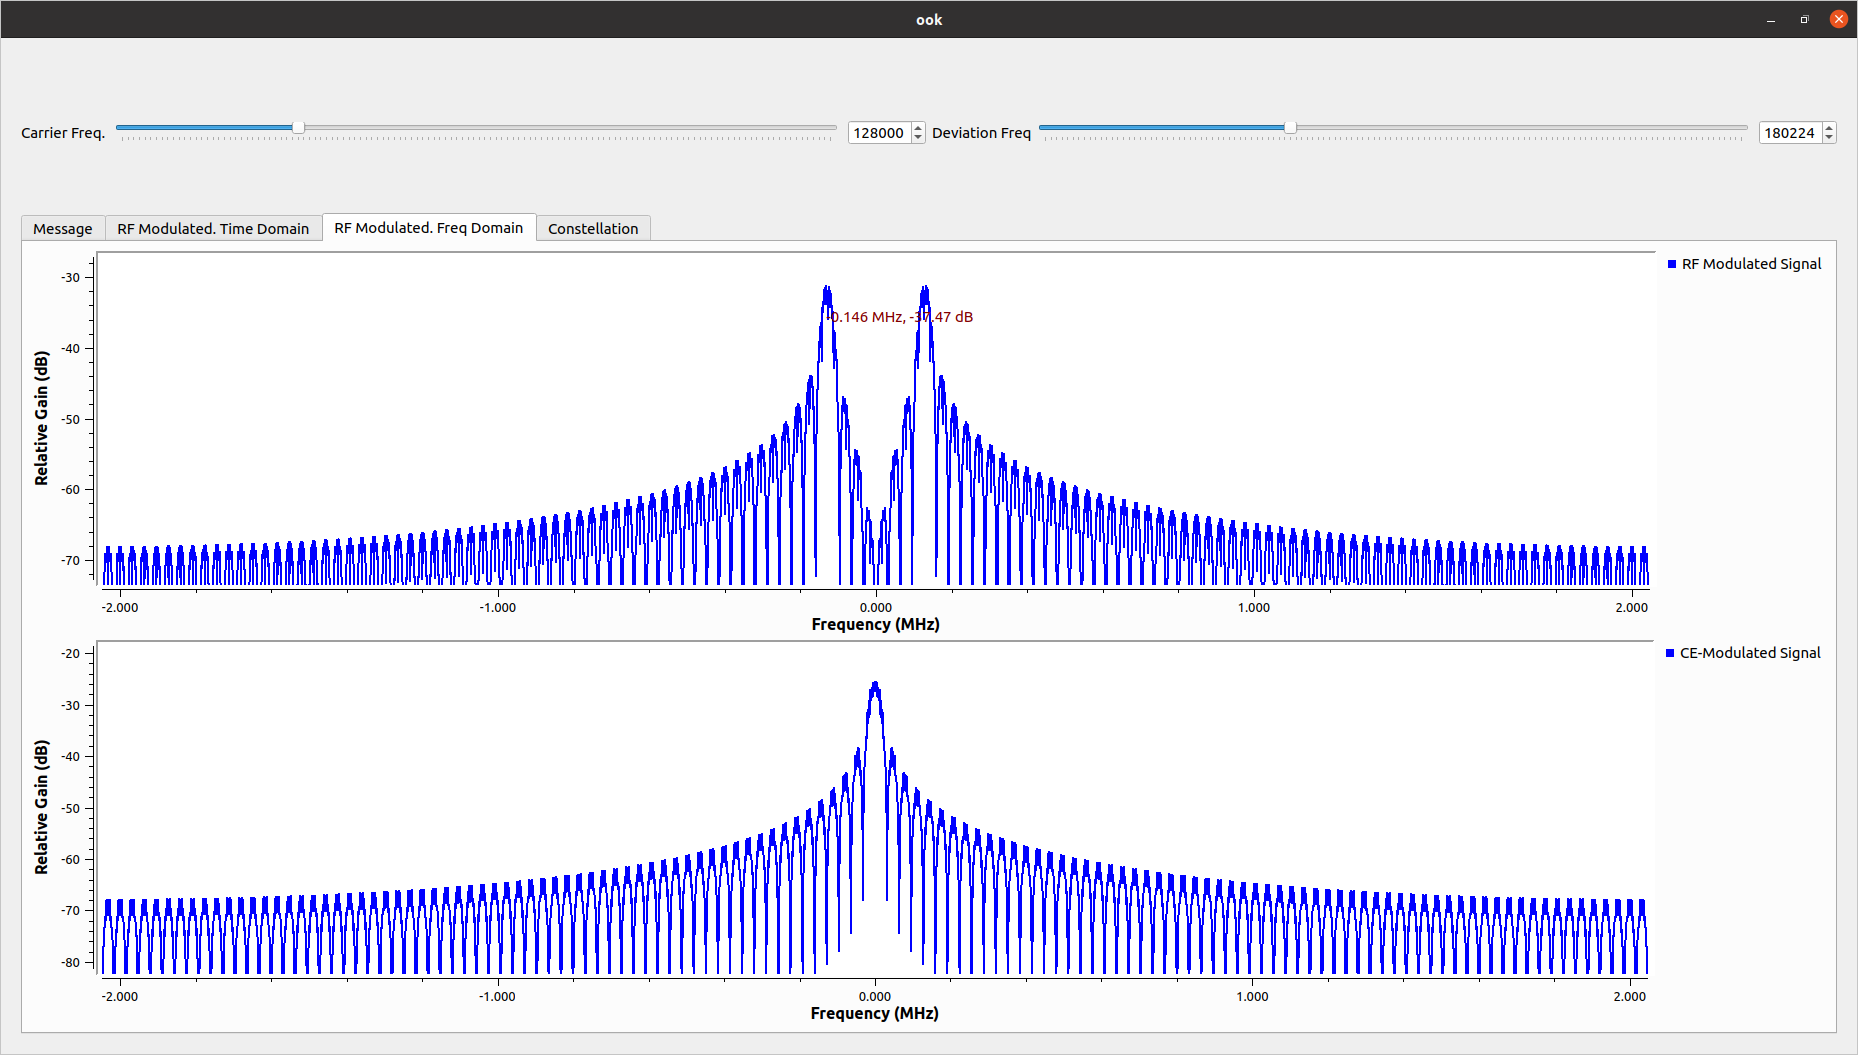 ook
Carrier Freq. 128000 Deviation Freq 180224
Message RF Modulated. Time Domain RF Modulated. Freq Domain Constellation
RF Modulated Signal
-30
-40
-50
-60
-70
Relative Gain (dB)
-0.146 MHz, -37.47 dB
-2.000 -1.000 0.000 1.000 2.000
Frequency (MHz)
CE-Modulated Signal
-20
-30
-40
-50
-60
-70
-80
Relative Gain (dB)
-2.000 -1.000 0.000 1.000 2.000
Frequency (MHz)